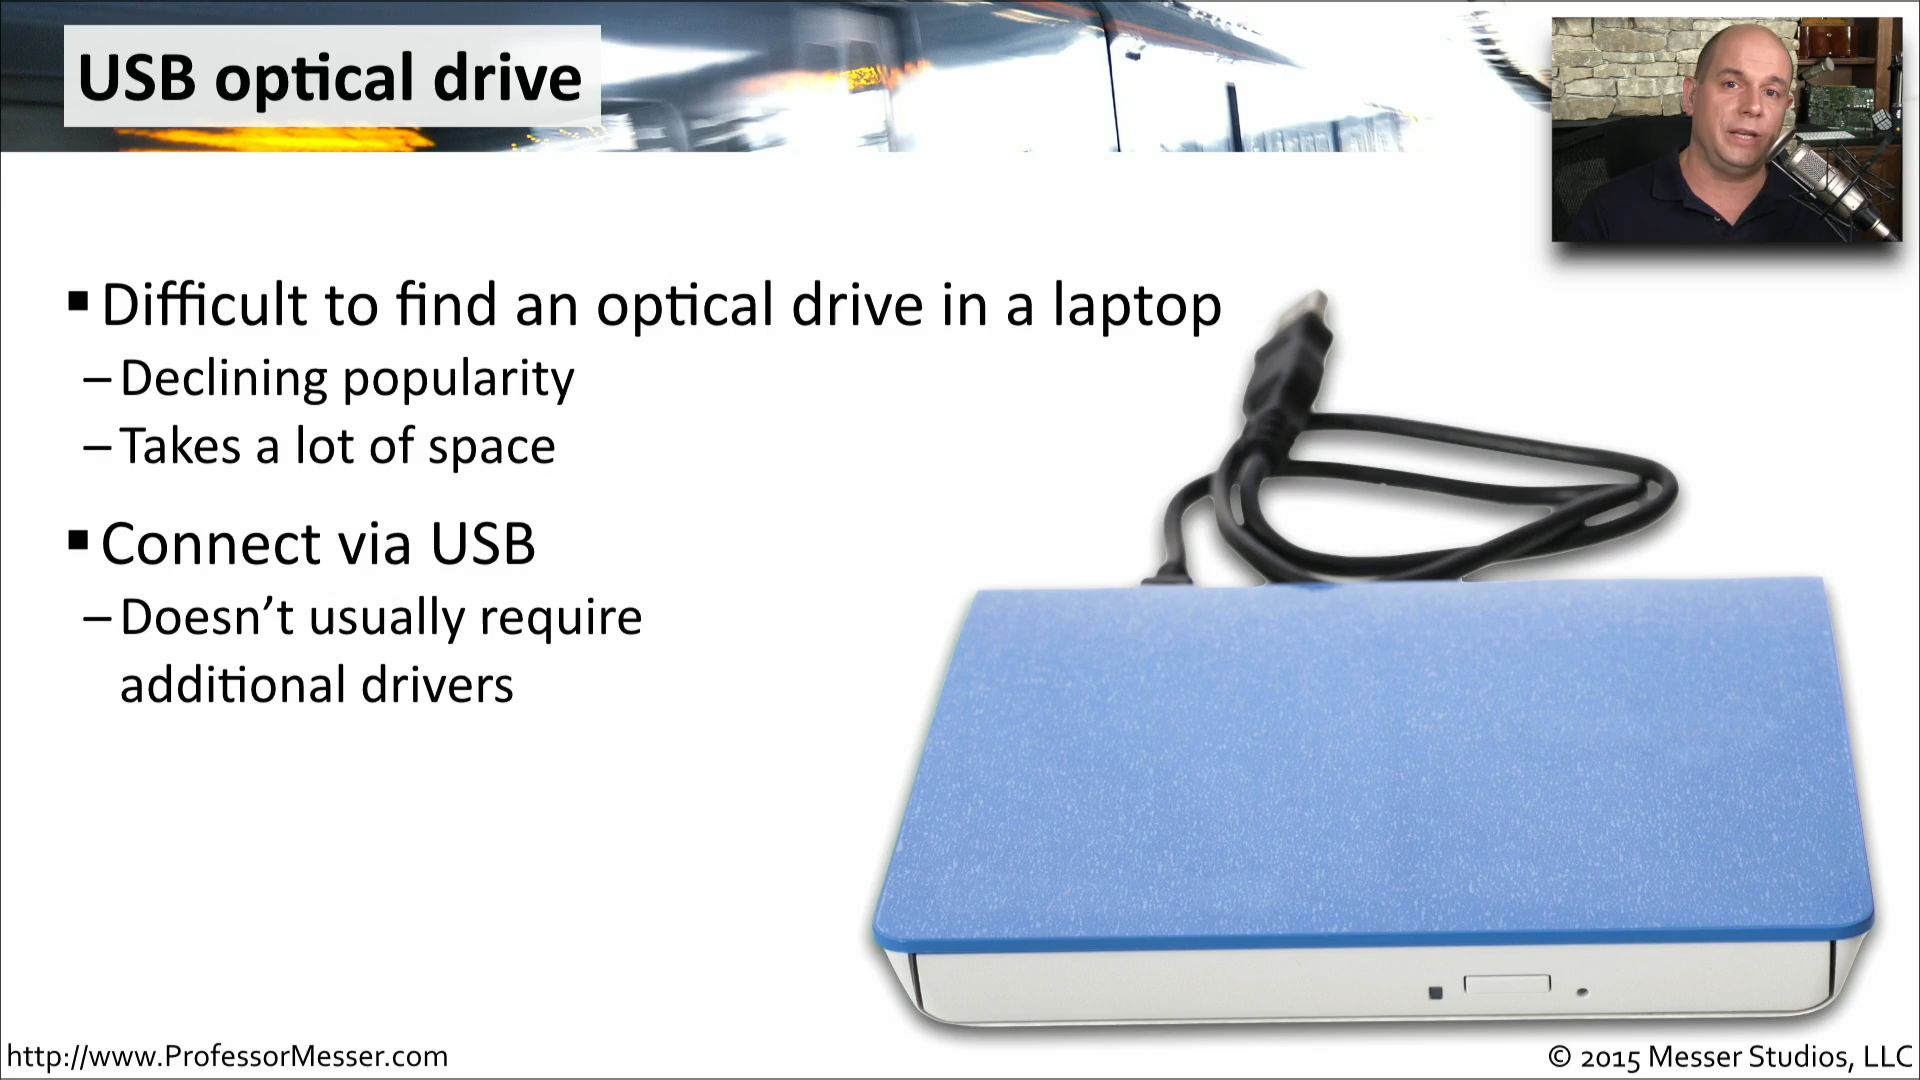 USB optical drive
▪ Difficult to find an optical drive in a laptop
– Declining popularity
– Takes a lot of space
▪ Connect via USB
– Doesn’t usually require
additional drivers
http://www.ProfessorMesser.com
© 2015 Messer Studios, LLC